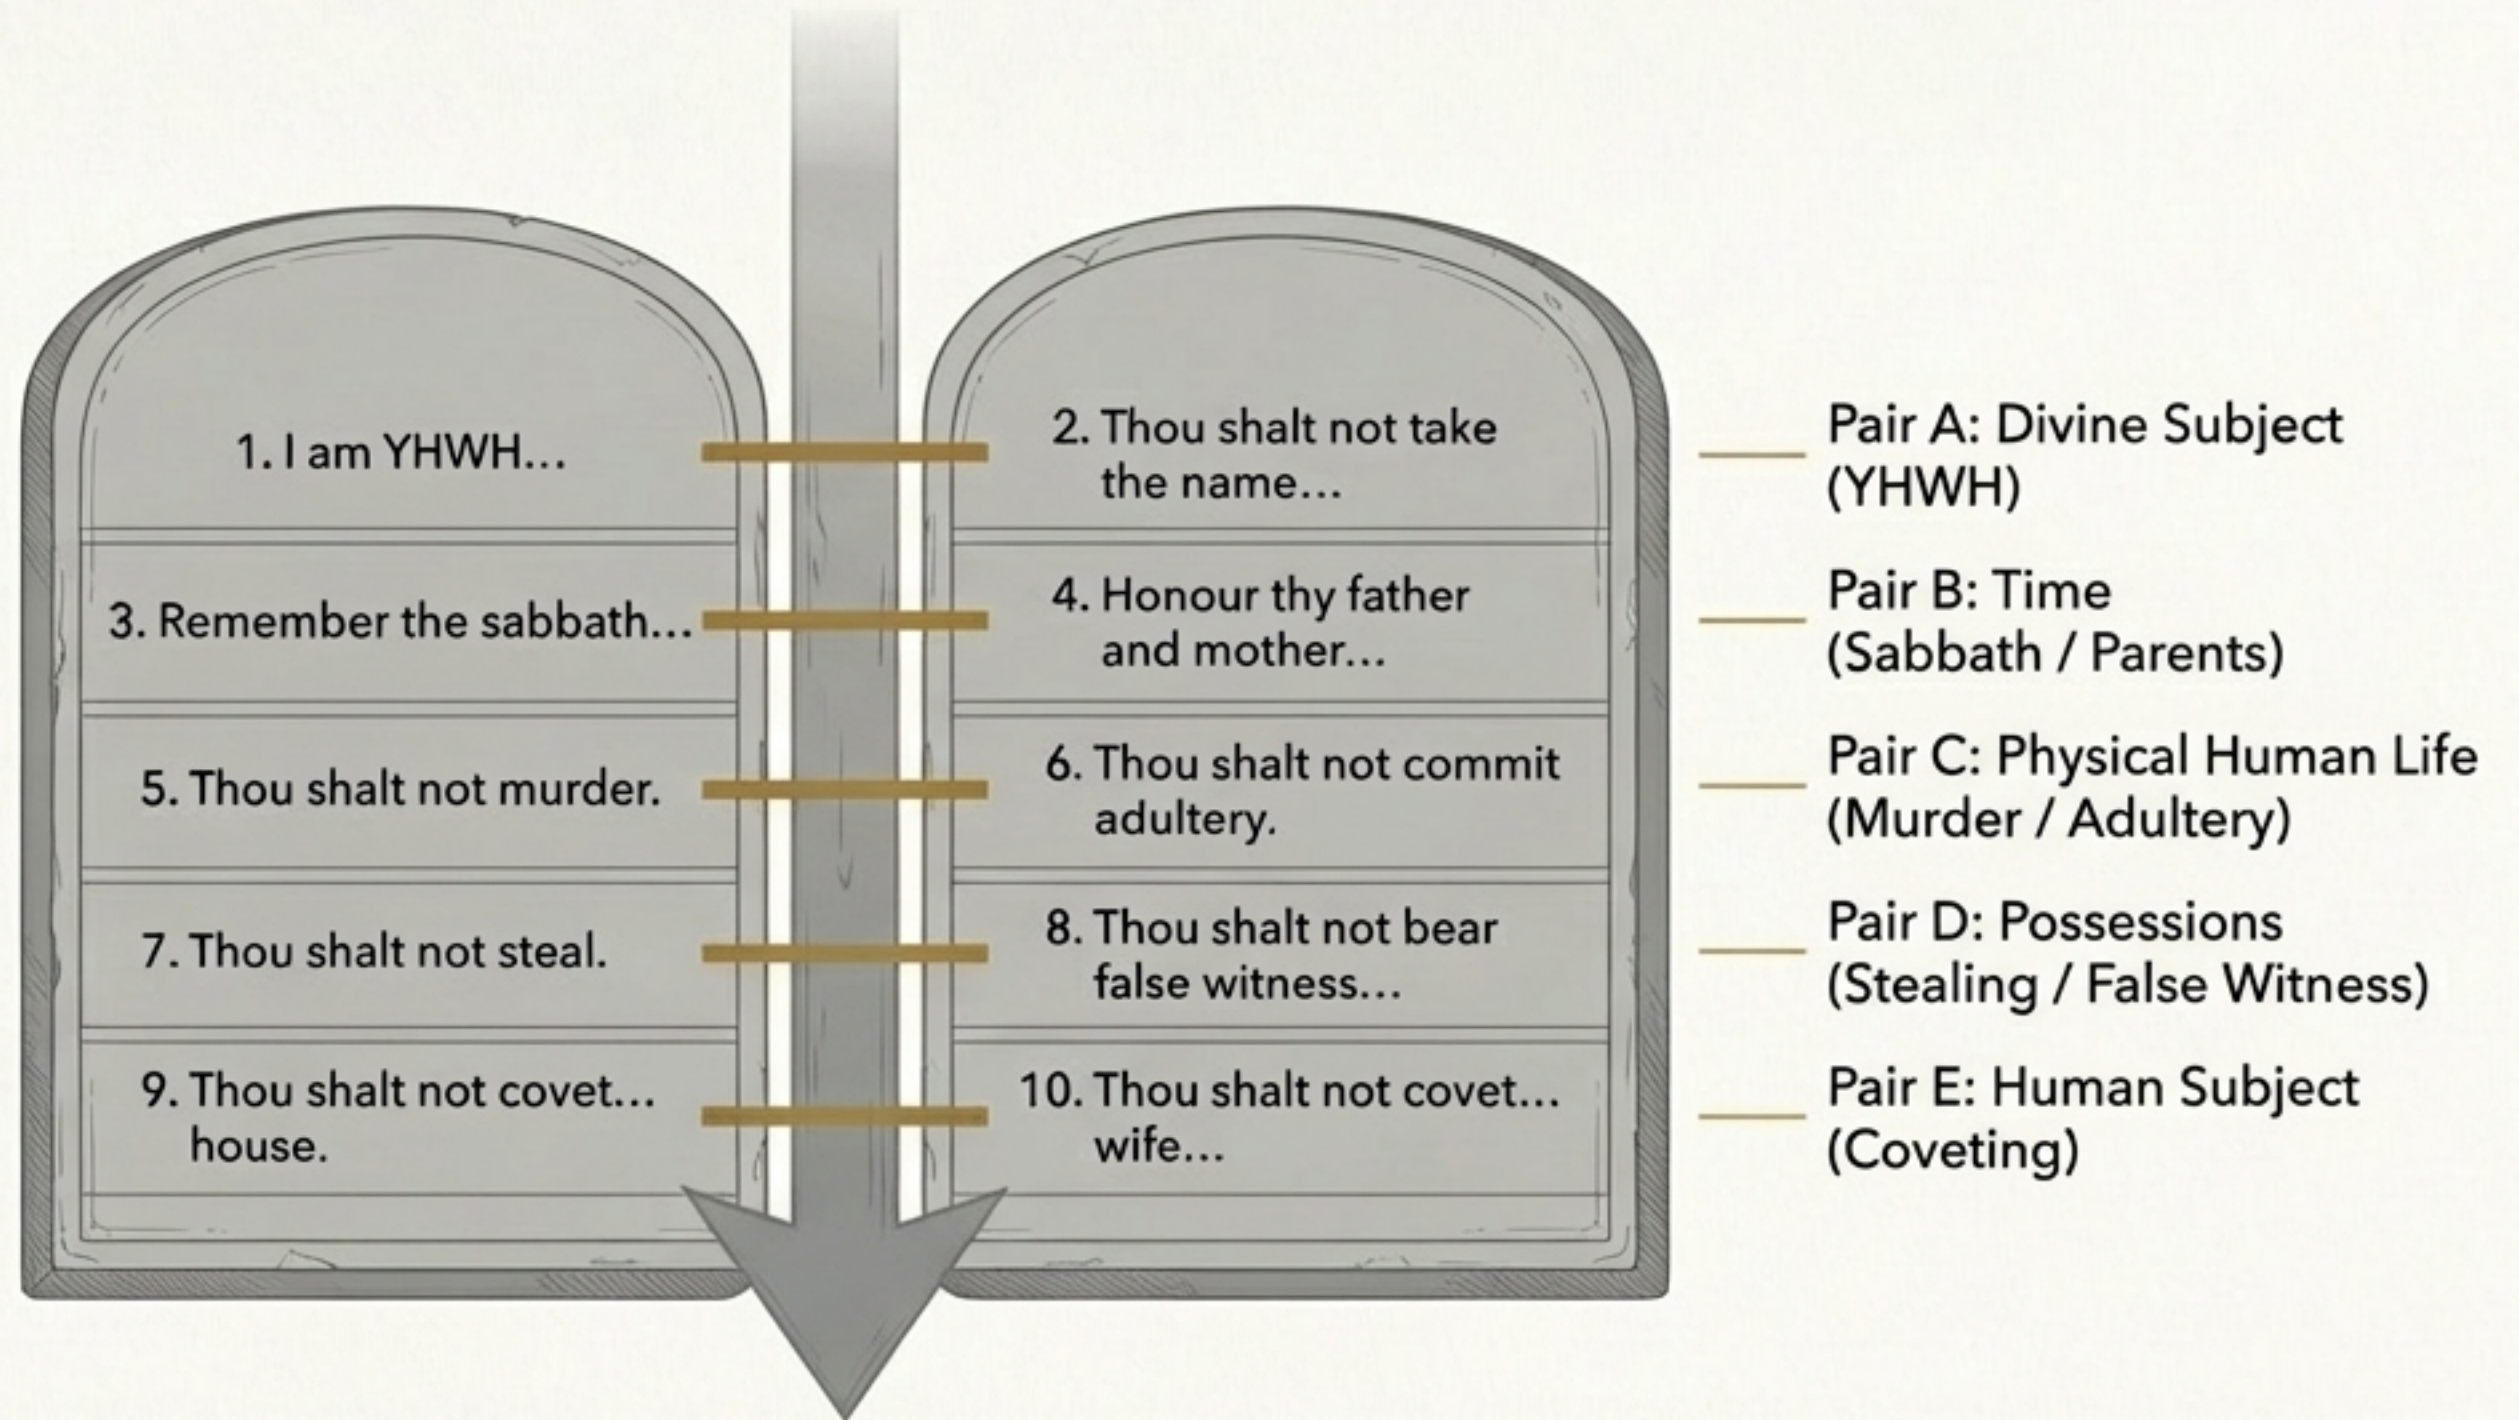 1. I am YHWH...
2. Thou shalt not take
the name...
Pair A: Divine Subject
(YHWH)
3. Remember the sabbath...
4. Honour thy father
and mother...
Pair B: Time
(Sabbath / Parents)
5. Thou shalt not murder.
6. Thou shalt not commit
adultery.
Pair C: Physical Human Life
(Murder / Adultery)
7. Thou shalt not steal.
8. Thou shalt not bear
false witness...
Pair D: Possessions
(Stealing / False Witness)
9. Thou shalt not covet...
house.
10. Thou shalt not covet...
wife...
Pair E: Human Subject
(Coveting)